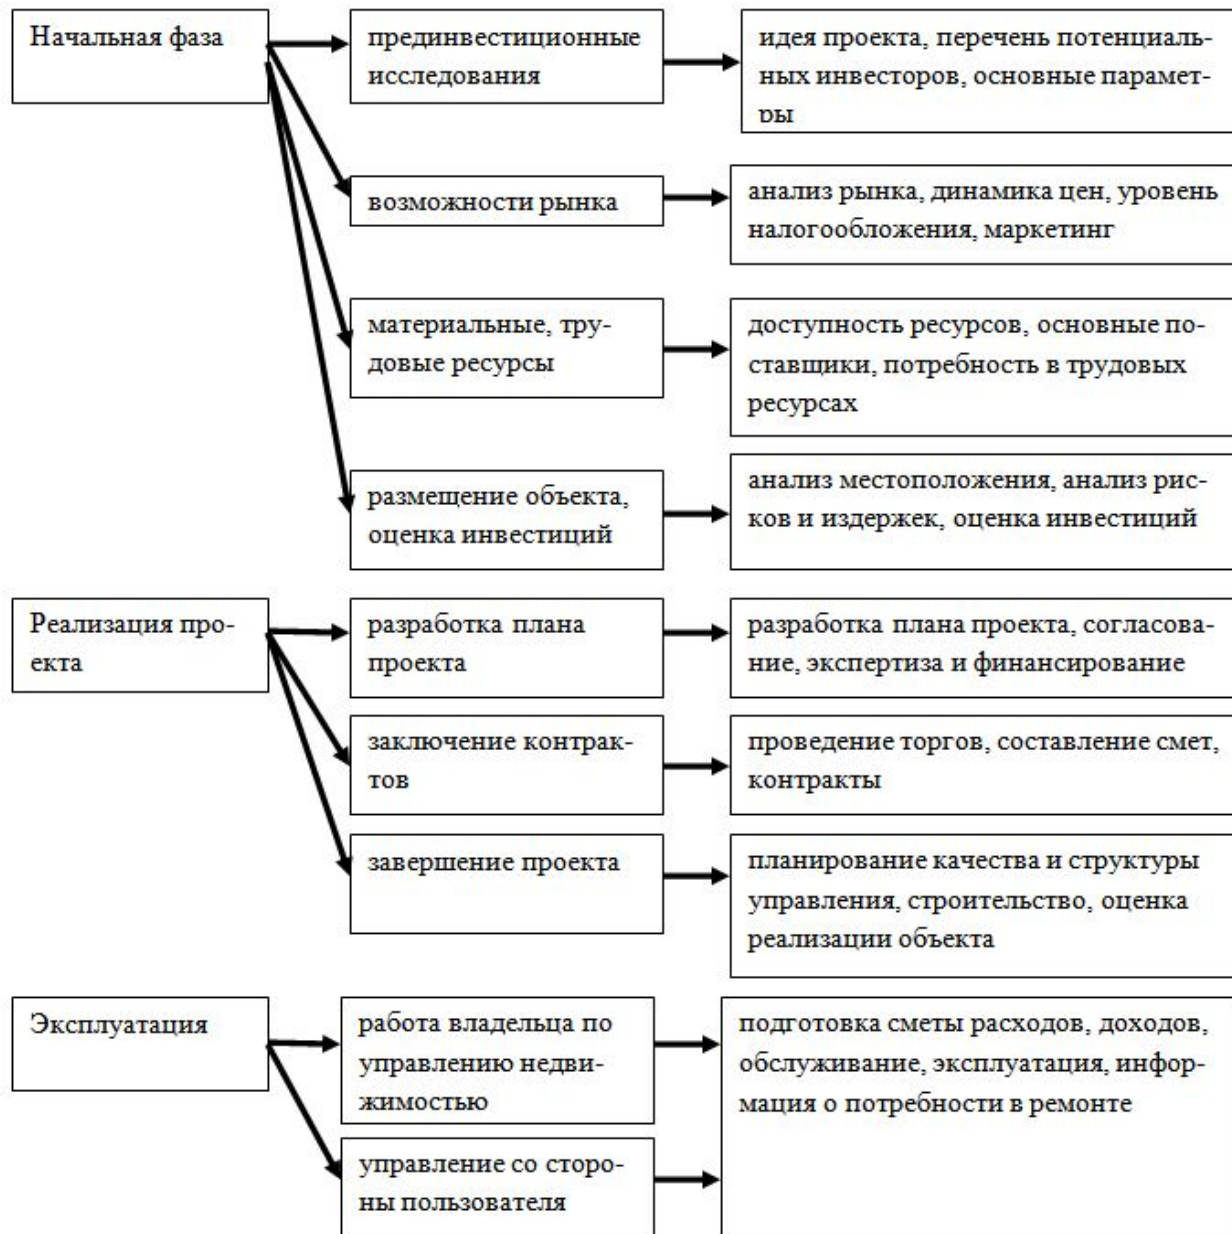 Начальная фаза
прединвестиционные
исследования
идея проекта, перечень потенциаль-
ных инвесторов, основные парамет-
ры
возможности рынка
анализ рынка, динамика цен, уровень
налогообложения, маркетинг
материальные, тру-
довые ресурсы
доступность ресурсов, основные по-
ставщики, потребность в трудовых
ресурсах
размещение объекта,
оценка инвестиций
анализ местоположения, анализ рис-
ков и издержек, оценка инвестиций
Реализация про-
екта
разработка плана
проекта
разработка плана проекта, согласова-
ние, экспертиза и финансирование
заключение контрак-
тов
проведение торгов, составление смет,
контракты
завершение проекта
планирование качества и структуры
управления, строительство, оценка
реализации объекта
Эксплуатация
работа владельца по
управлению недви-
жимостью
подготовка сметы расходов, доходов,
обслуживание, эксплуатация, инфор-
мация о потребности в ремонте
управление со сторо-
ны пользователя